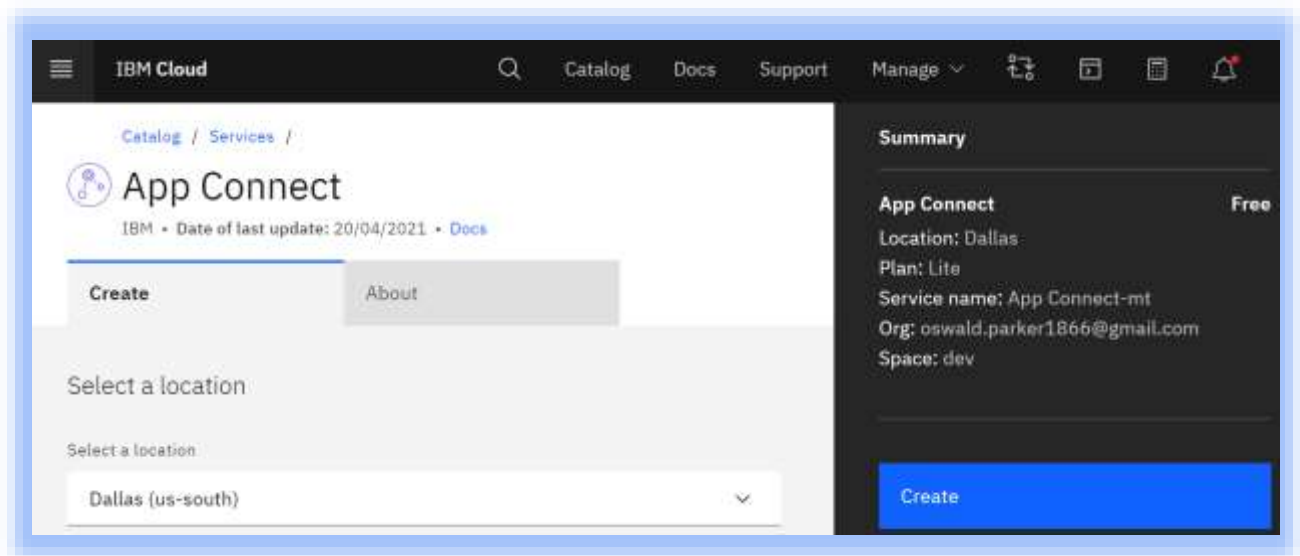 IBM Cloud Catalog Docs Support Manage
Catalog / Services /
App Connect
IBM • Date of last update: 20/04/2021 • Docs
Create About
Select a location
Select a location
Dallas (us-south)
Summary
App Connect Free
Location: Dallas
Plan: Lite
Service name: App Connect-mt
Org: oswald.parker1866@gmail.com
Space: dev
Create